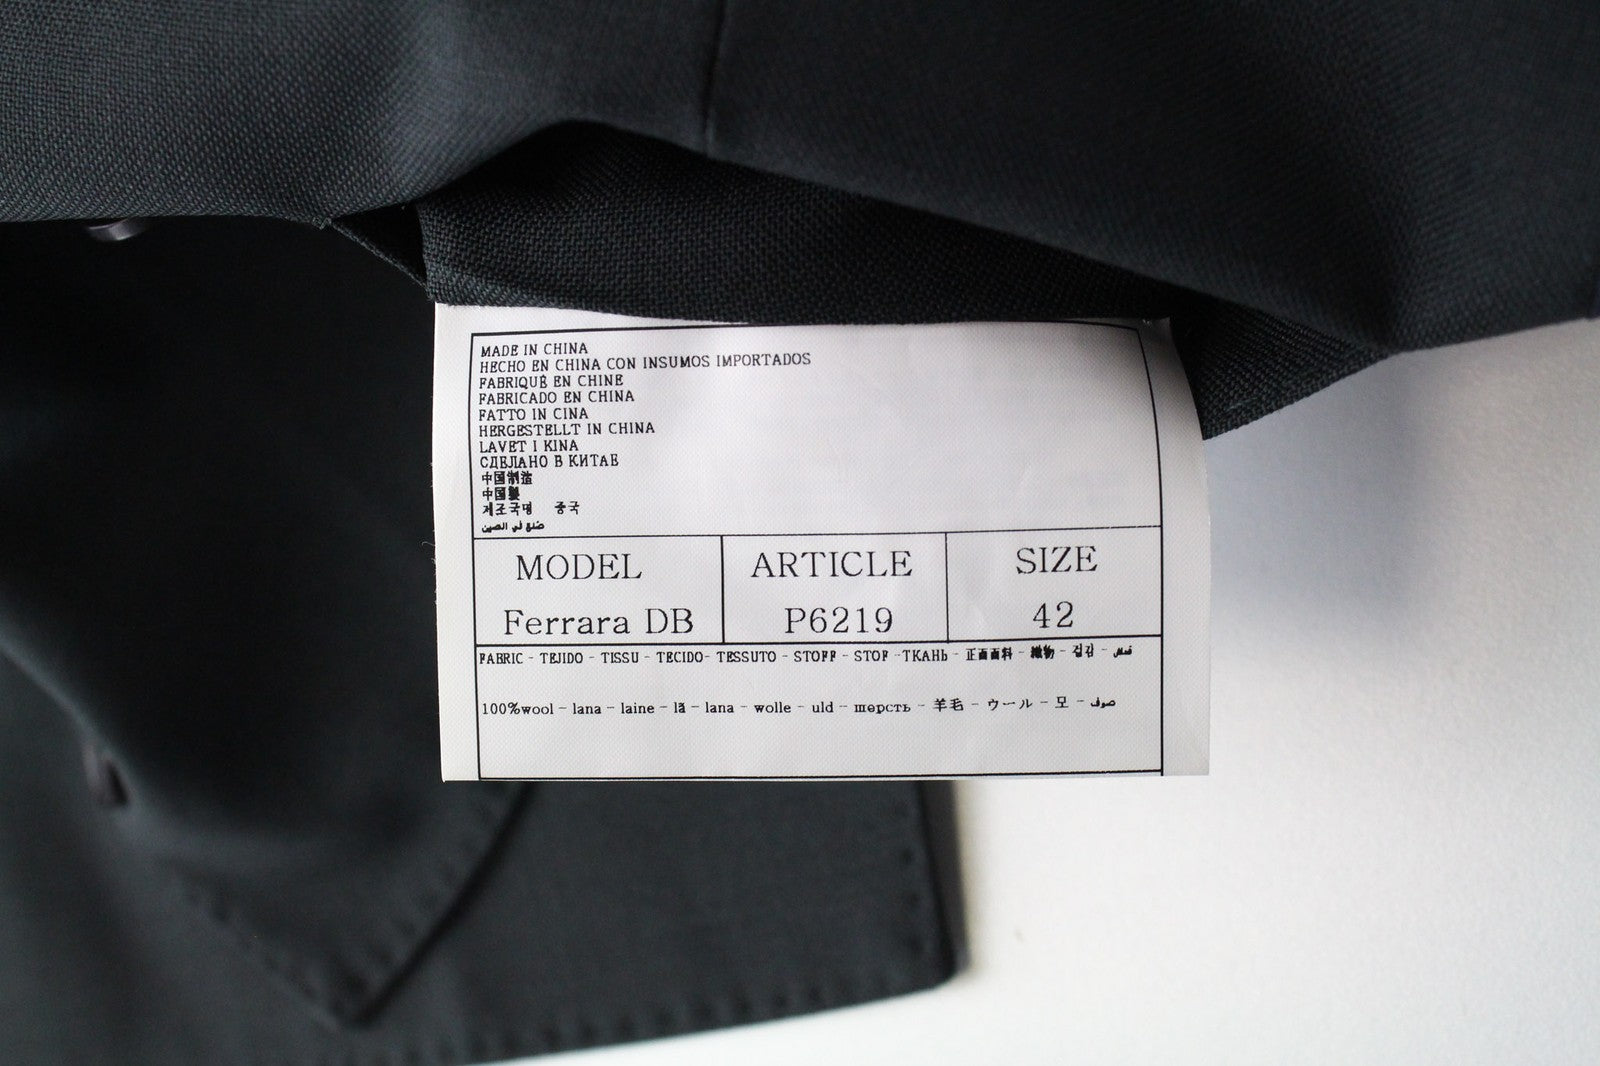 MADE IN CHINA
HECHO EN CHINA CON INSUMOS IMPORTADOS
FABRIQUÉ EN CHINE
FABRICADO EN CHINA
FATTO IN CINA
HERGESTELLT IN CHINA
LAVET I KINA
СДЕЛАНО В КИТАЕ
中国制造
中国製
제조국명 중국
صنع في الصين
MODEL ARTICLE SIZE
Ferrara DB P6219 42
FABRIC - TEJIDO - TISSU - TECIDO- TESSUTO - STOFF - STOF -ТКАНЬ - 正面面料 - 織物 - 겉감 - قماش
100%wool - lana - laine - lã - lana - wolle - uld - шерсть - 羊毛 - ウール - 모 - صوف